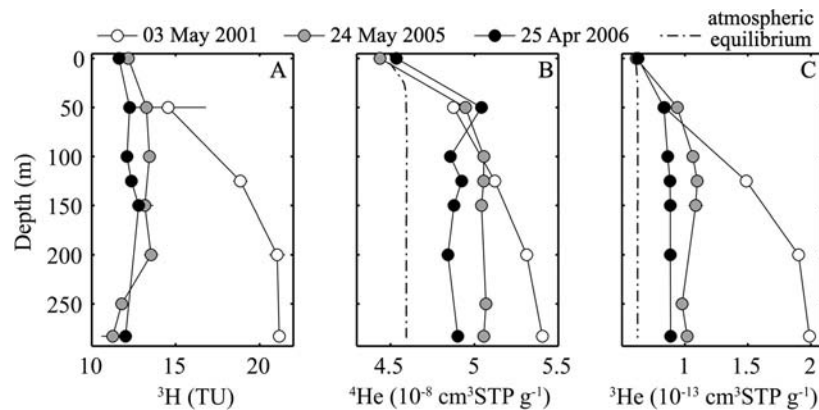 03 May 2001 24 May 2005 25 Apr 2006 atmospheric equilibrium
A B C
0
50
100
150
200
250
Depth (m)
10 15 20 4.5 5 5.5 1 1.5 2
³H (TU) ⁴He (10⁻⁸ cm³STP g⁻¹) ³He (10⁻¹³ cm³STP g⁻¹)